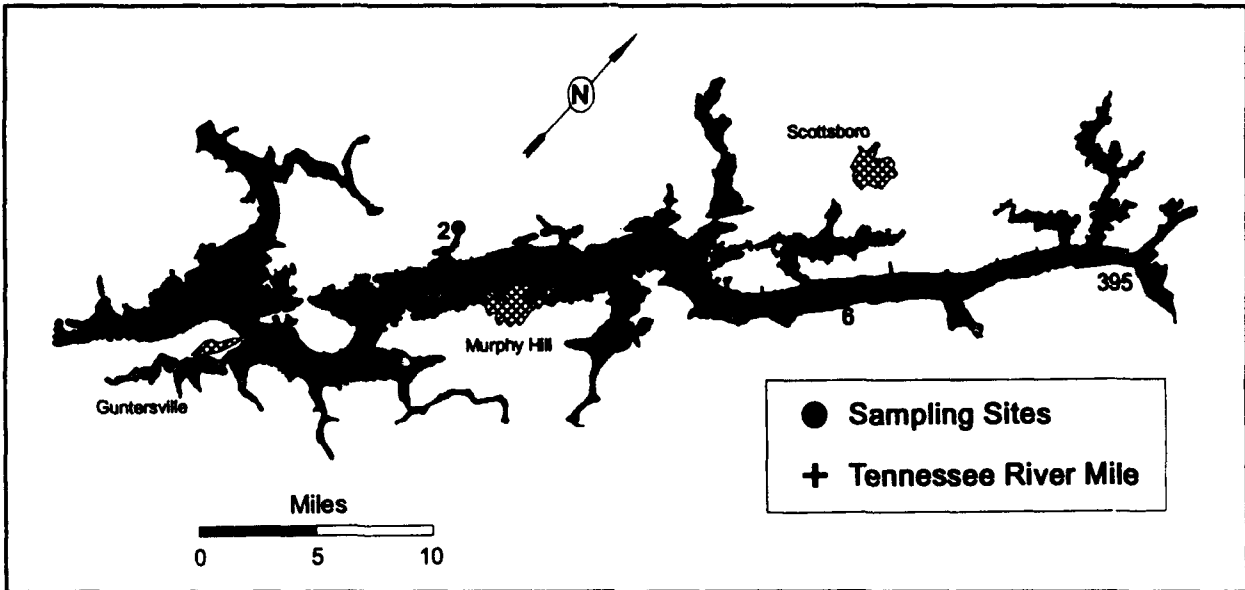 N
Scottsboro
2
395
6
Murphy Hill
Guntersville
Sampling Sites
Tennessee River Mile
Miles
0 5 10